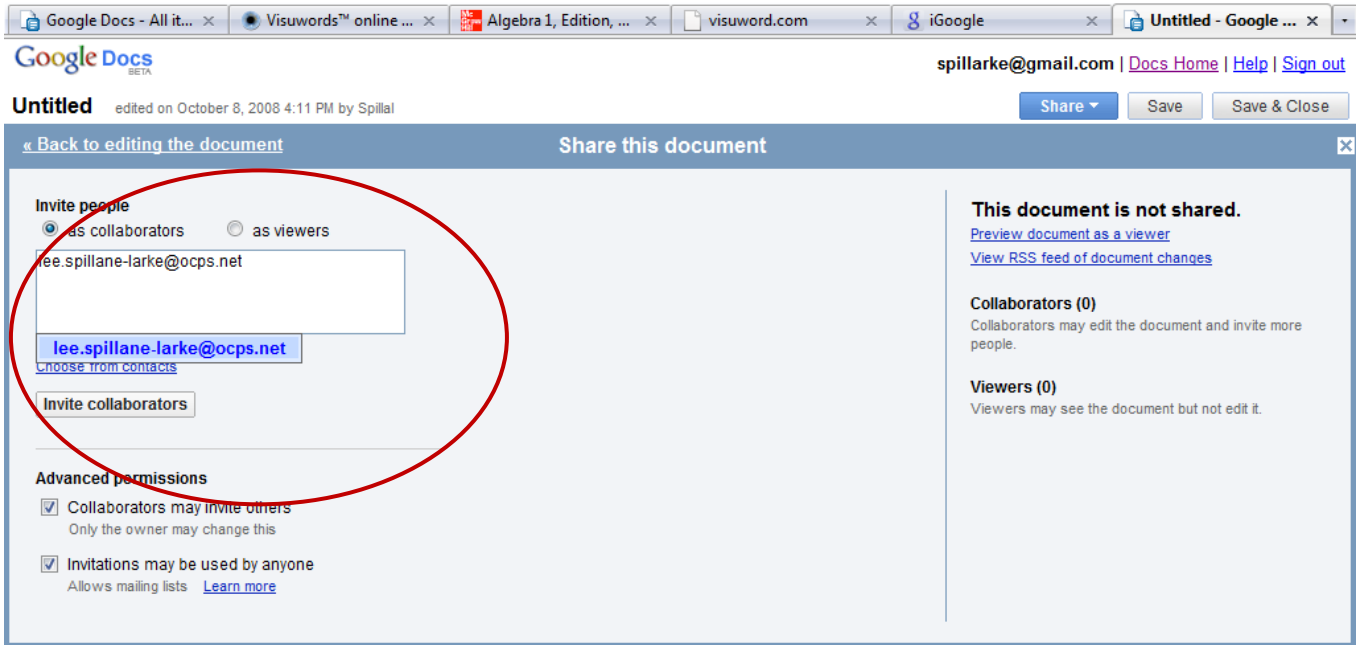 Google Docs - All it... Visuwords™ online ... Algebra 1, Edition, ... visuword.com iGoogle Untitled - Google ...
Google Docs
BETA
spillarke@gmail.com | Docs Home | Help | Sign out
Untitled edited on October 8, 2008 4:11 PM by Spillal
Share Save Save & Close
« Back to editing the document Share this document
Invite people
as collaborators as viewers
lee.spillane-larke@ocps.net
lee.spillane-larke@ocps.net
Choose from contacts
Invite collaborators
Advanced permissions
Collaborators may invite others
Only the owner may change this
Invitations may be used by anyone
Allows mailing lists Learn more
This document is not shared.
Preview document as a viewer
View RSS feed of document changes
Collaborators (0)
Collaborators may edit the document and invite more
people.
Viewers (0)
Viewers may see the document but not edit it.